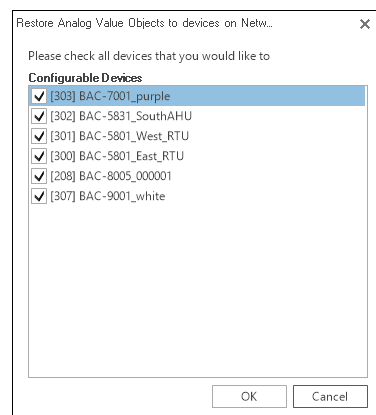 Restore Analog Value Objects to devices on Netw...
Please check all devices that you would like to
Configurable Devices
[303] BAC-7001_purple
[302] BAC-5831_SouthAHU
[301] BAC-5801_West_RTU
[300] BAC-5801_East_RTU
[208] BAC-8005_000001
[307] BAC-9001_white
OK Cancel